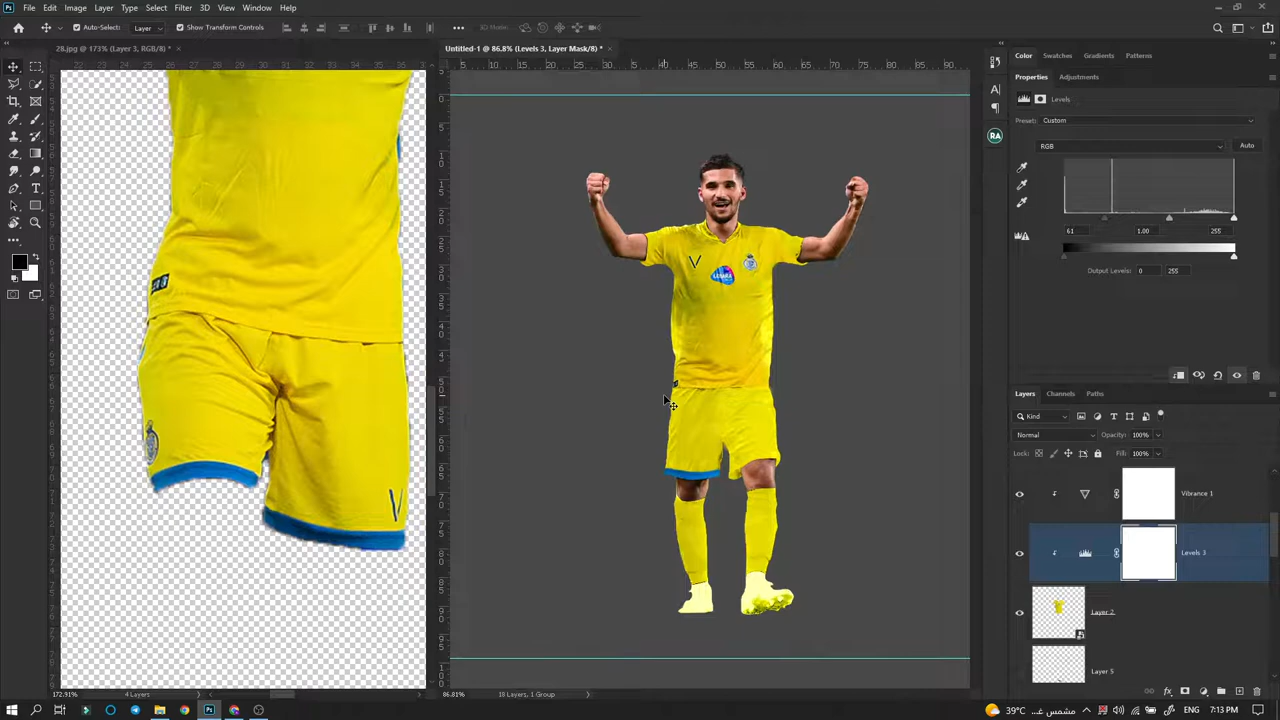 File Edit Image Layer Type Select Filter 3D View Window Help
Auto-Select: Layer Show Transform Controls 3D Mode:
28.jpg @ 173% (Layer 3, RGB/8) *
Untitled-1 @ 86.8% (Levels 3, Layer Mask/8) *
Color Swatches Gradients Patterns
Properties Adjustments
Levels
Preset: Custom
RGB Auto
61 1.00 255
Output Levels: 0 255
Layers Channels Paths
Kind
Normal Opacity: 100%
Lock: Fill: 100%
Vibrance 1
Levels 3
Layer 2
Layer 5
172.91% 4 Layers
86.81% 18 Layers, 1 Group
39°C مشمس غـ 7:13 PM